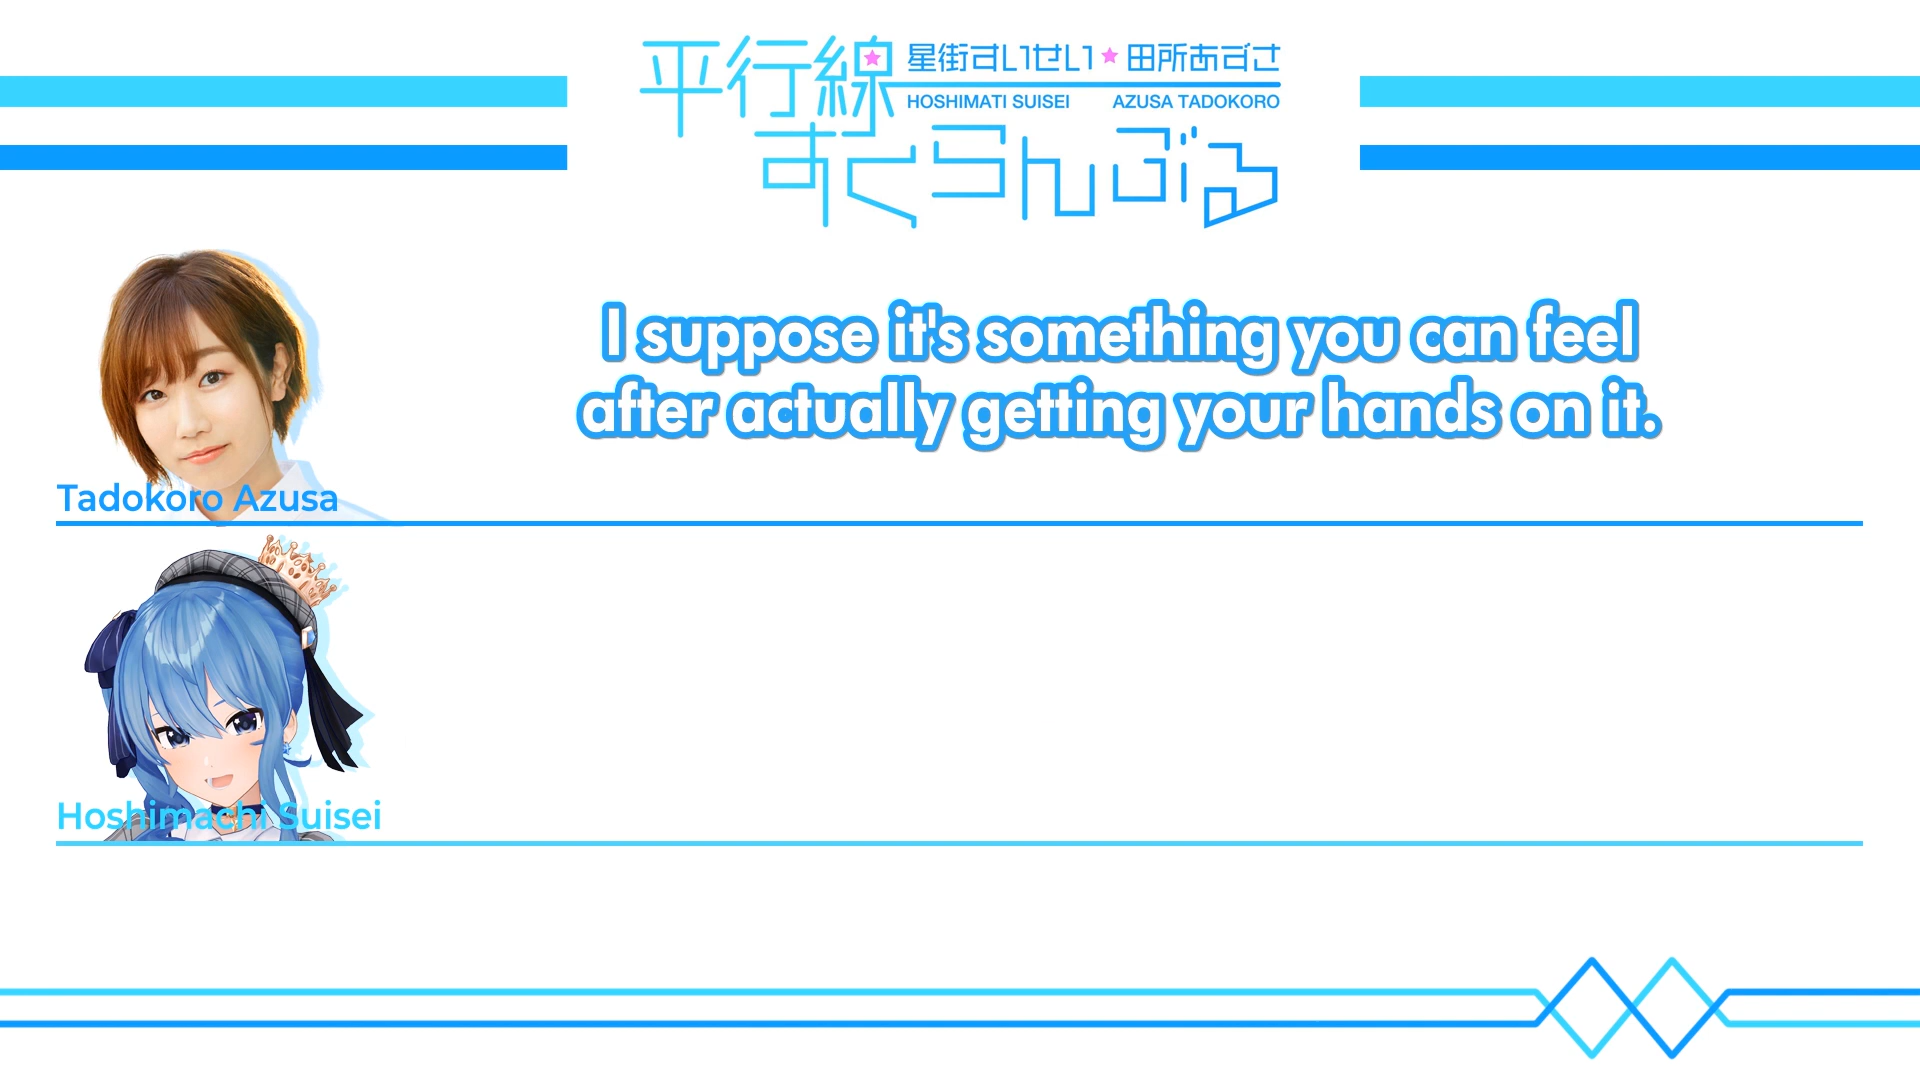 平行線
すくらんぶる
星街すいせい★田所あずさ
HOSHIMATI SUISEI AZUSA TADOKORO
I suppose it's something you can feel
after actually getting your hands on it.
Tadokoro Azusa
Hoshimachi Suisei